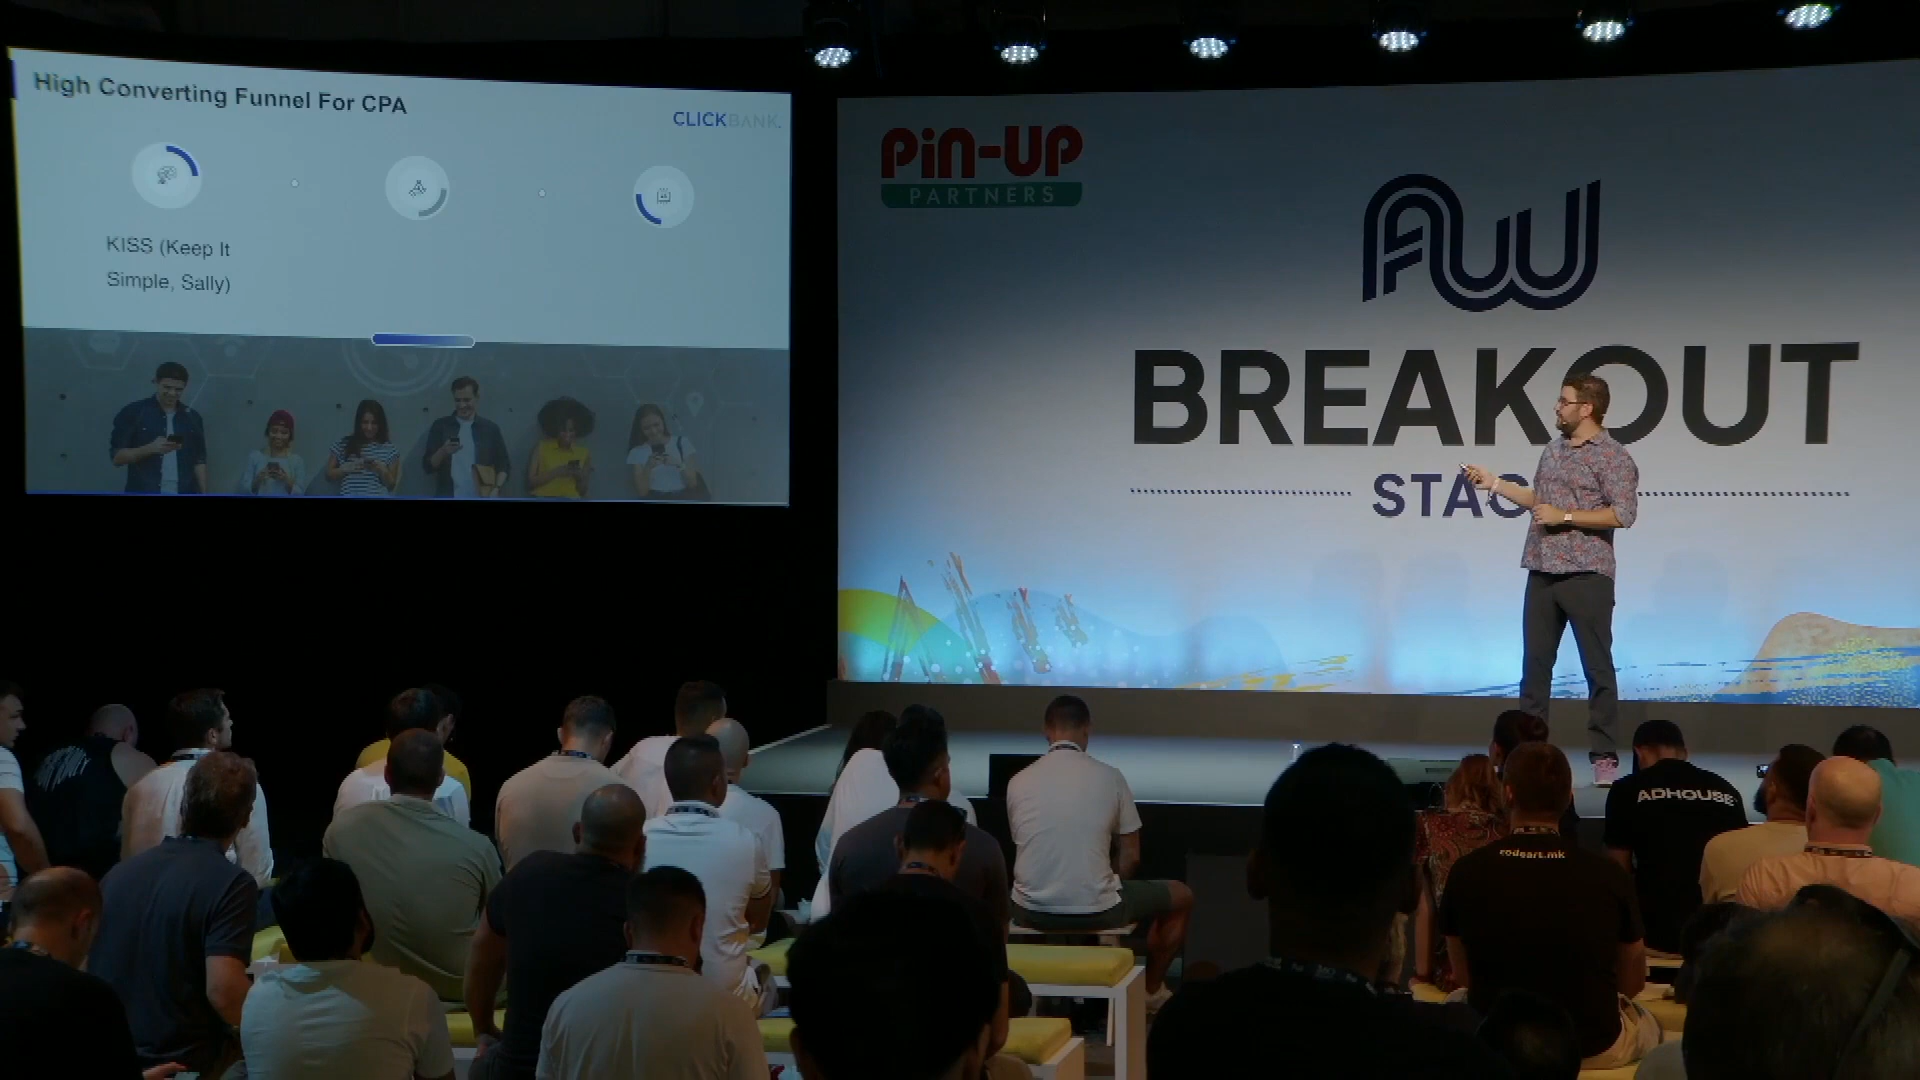 High Converting Funnel For CPA
CLICKBANK.
KISS (Keep It
Simple, Sally)
PiN-UP
PARTNERS
AW
BREAKOUT
STAG
ADHOUSE
codeart.mk